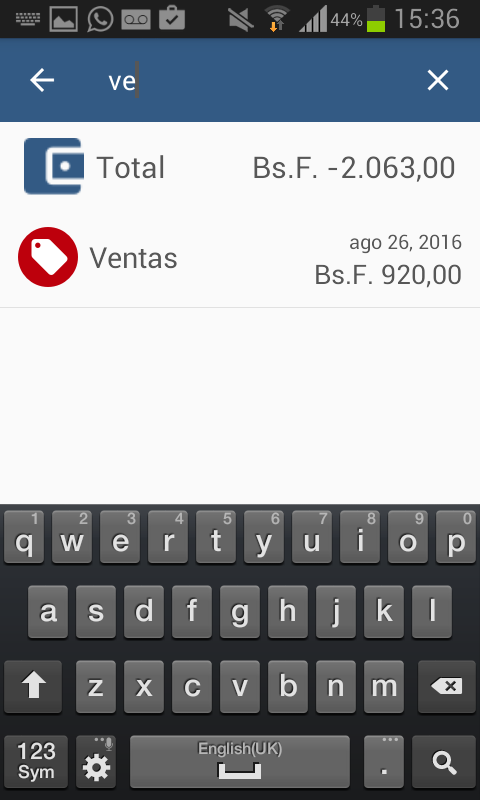 44% 15:36
ve
Total Bs.F. -2.063,00
ago 26, 2016
Ventas
Bs.F. 920,00
1 2 3 4 5 6 7 8 9 0
q w e r t y u i o p
a s d f g h j k l
z x c v b n m
123
Sym
English(UK)
.